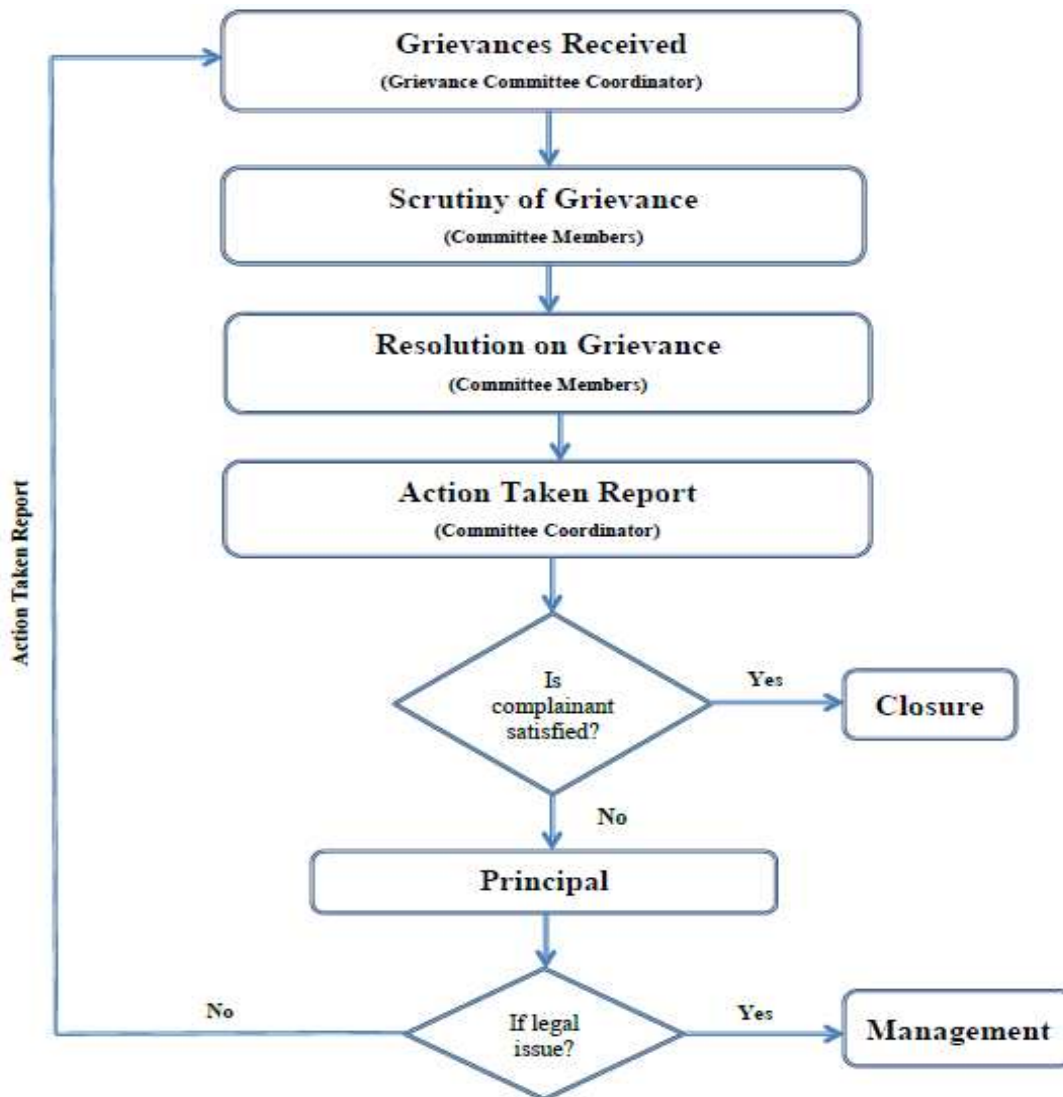 Grievances Received
(Grievance Committee Coordinator)
Scrutiny of Grievance
(Committee Members)
Resolution on Grievance
(Committee Members)
Action Taken Report
(Committee Coordinator)
Action Taken Report
Is
complainant
satisfied?
Yes
Closure
No
Principal
No
If legal
issue?
Yes
Management